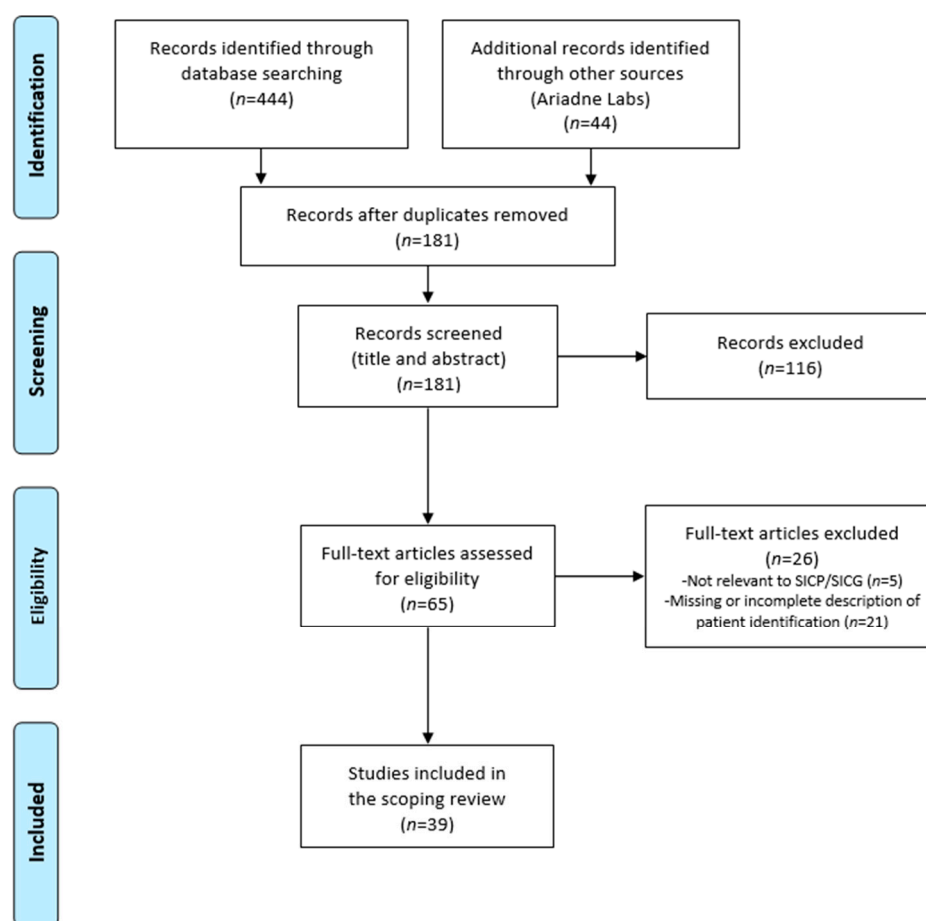 Identification
Records identified through
database searching
(n=444)
Additional records identified
through other sources
(Ariadne Labs)
(n=44)
Records after duplicates removed
(n=181)
Screening
Records screened
(title and abstract)
(n=181)
Records excluded
(n=116)
Eligibility
Full-text articles assessed
for eligibility
(n=65)
Full-text articles excluded
(n=26)
-Not relevant to SICP/SICG (n=5)
-Missing or incomplete description of
patient identification (n=21)
Included
Studies included in
the scoping review
(n=39)